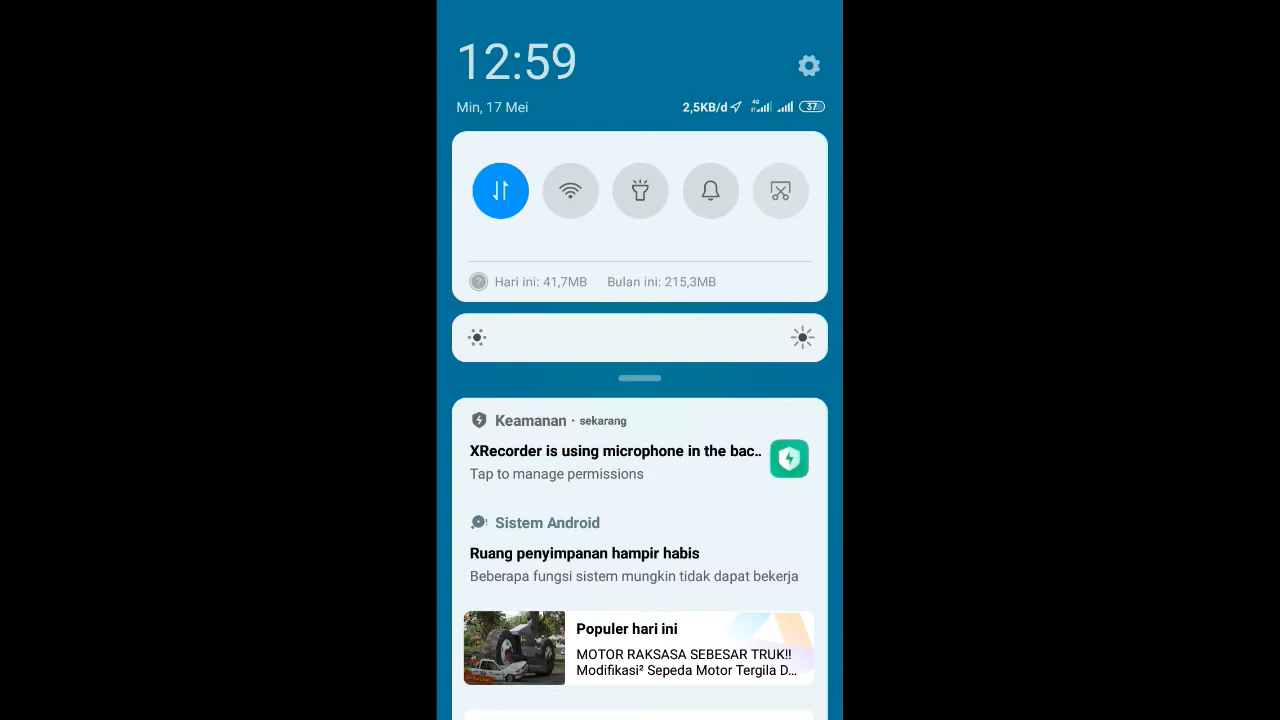 12:59
Min, 17 Mei
2,5KB/d 4G 37
Hari ini: 41,7MB Bulan ini: 215,3MB
Keamanan · sekarang
XRecorder is using microphone in the bac..
Tap to manage permissions
Sistem Android
Ruang penyimpanan hampir habis
Beberapa fungsi sistem mungkin tidak dapat bekerja
Populer hari ini
MOTOR RAKSASA SEBESAR TRUK!!
Modifikasi² Sepeda Motor Tergila D...